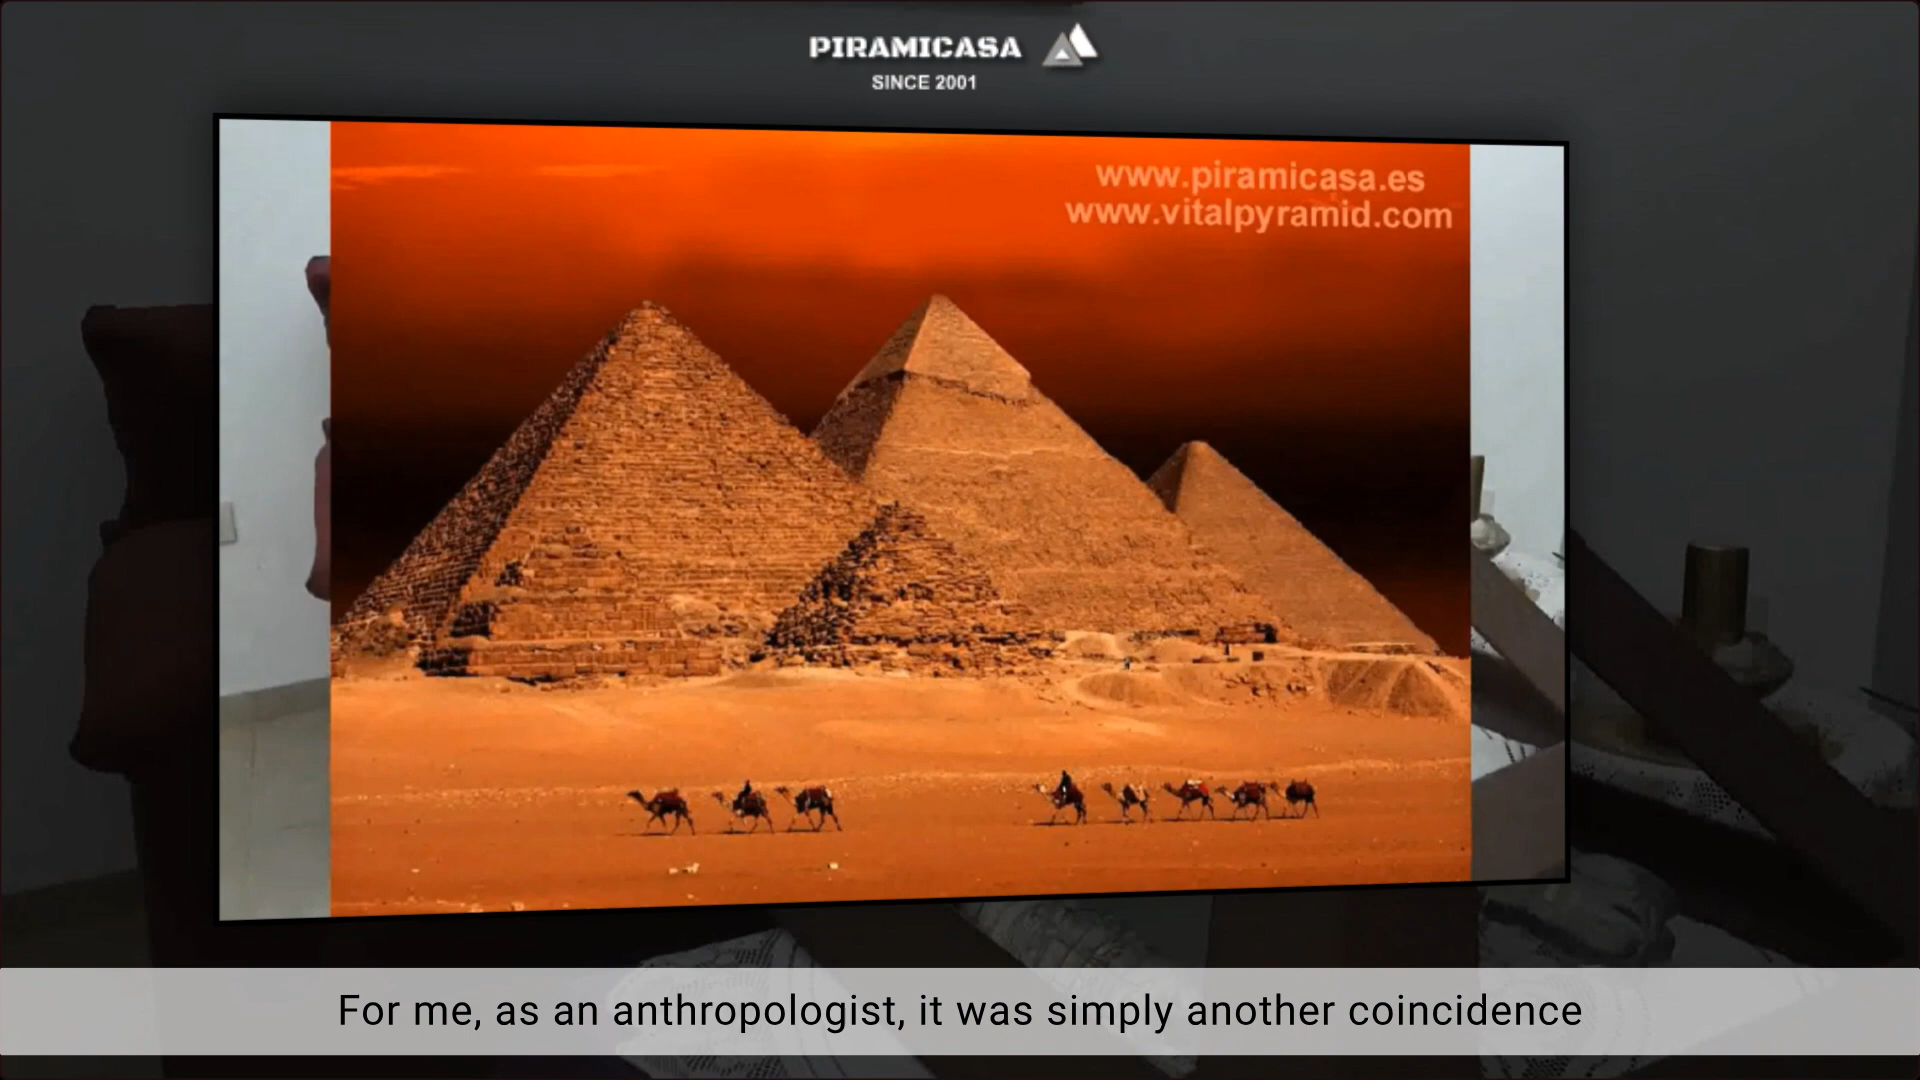 PIRAMICASA
SINCE 2001
www.piramicasa.es
www.vitalpyramid.com
For me, as an anthropologist, it was simply another coincidence